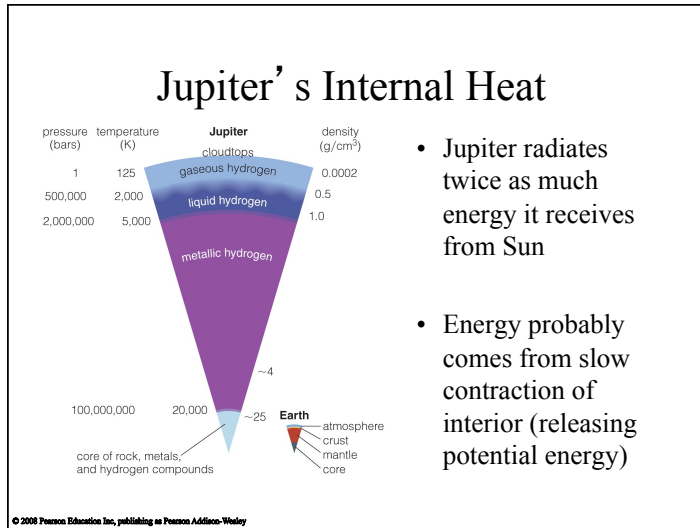 Jupiter's Internal Heat
pressure (bars)
temperature (K)
Jupiter
density (g/cm³)
cloudtops
1 125 gaseous hydrogen 0.0002
500,000 2,000 0.5
liquid hydrogen
2,000,000 5,000 1.0
metallic hydrogen
~4
100,000,000 20,000 ~25
core of rock, metals,
and hydrogen compounds
Earth
atmosphere
crust
mantle
core
• Jupiter radiates
twice as much
energy it receives
from Sun
• Energy probably
comes from slow
contraction of
interior (releasing
potential energy)
© 2008 Pearson Education Inc, publishing as Pearson Addison-Wesley